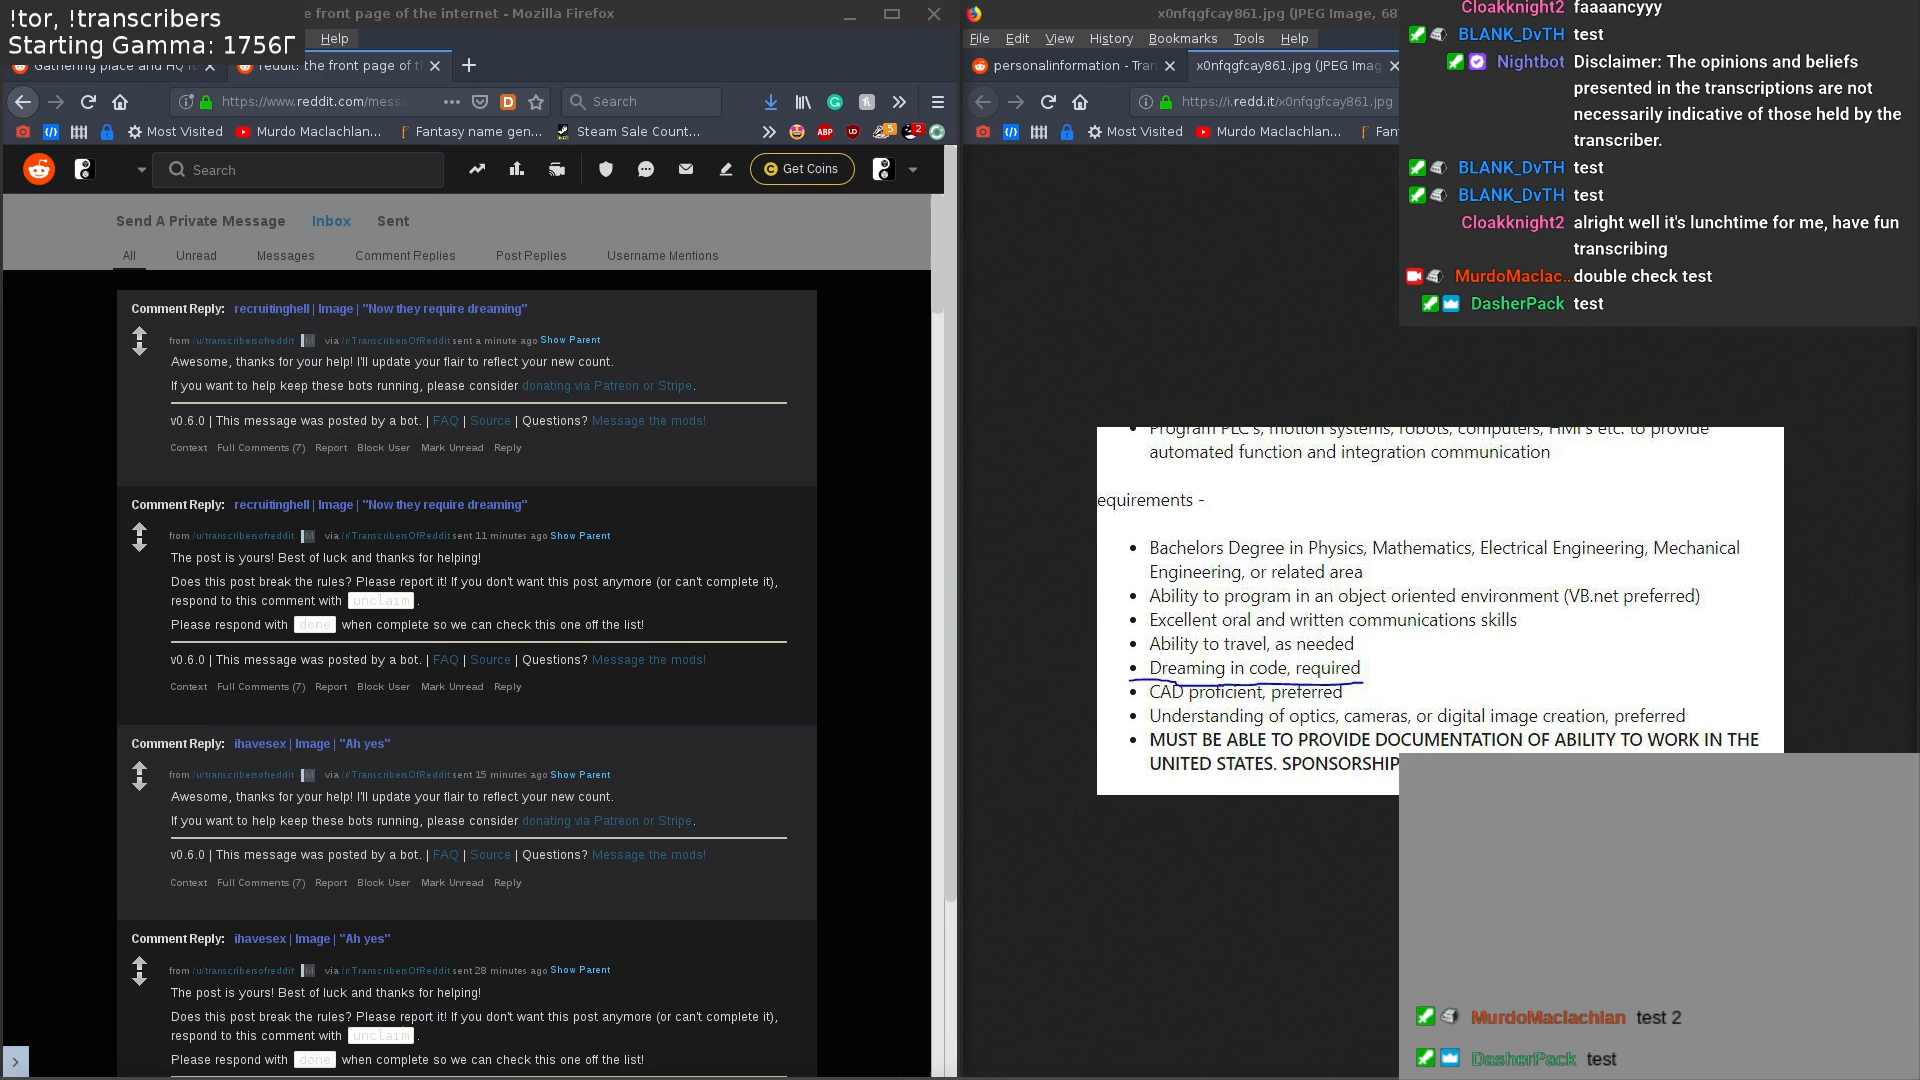 !tor, !transcribers
Starting Gamma: 1756Γ
e front page of the internet - Mozilla Firefox
Help
Gathering place and HQ fo
reddit: the front page of t
https://www.reddit.com/messa
Search
Most Visited
Murdo Maclachlan...
Fantasy name gen...
Steam Sale Count...
ABP
5
2
Search
Get Coins
Send A Private Message
Inbox
Sent
All
Unread
Messages
Comment Replies
Post Replies
Username Mentions
Comment Reply: recruitinghell | Image | "Now they require dreaming"
from /u/transcribersofreddit [M] via /r/TranscribersOfReddit sent a minute ago Show Parent
Awesome, thanks for your help! I'll update your flair to reflect your new count.
If you want to help keep these bots running, please consider donating via Patreon or Stripe.
v0.6.0 | This message was posted by a bot. | FAQ | Source | Questions? Message the mods!
Context Full Comments (7) Report Block User Mark Unread Reply
Comment Reply: recruitinghell | Image | "Now they require dreaming"
from /u/transcribersofreddit [M] via /r/TranscribersOfReddit sent 11 minutes ago Show Parent
The post is yours! Best of luck and thanks for helping!
Does this post break the rules? Please report it! If you don't want this post anymore (or can't complete it),
respond to this comment with unclaim .
Please respond with done when complete so we can check this one off the list!
v0.6.0 | This message was posted by a bot. | FAQ | Source | Questions? Message the mods!
Context Full Comments (7) Report Block User Mark Unread Reply
Comment Reply: ihavesex | Image | "Ah yes"
from /u/transcribersofreddit [M] via /r/TranscribersOfReddit sent 15 minutes ago Show Parent
Awesome, thanks for your help! I'll update your flair to reflect your new count.
If you want to help keep these bots running, please consider donating via Patreon or Stripe.
v0.6.0 | This message was posted by a bot. | FAQ | Source | Questions? Message the mods!
Context Full Comments (7) Report Block User Mark Unread Reply
Comment Reply: ihavesex | Image | "Ah yes"
from /u/transcribersofreddit [M] via /r/TranscribersOfReddit sent 28 minutes ago Show Parent
The post is yours! Best of luck and thanks for helping!
Does this post break the rules? Please report it! If you don't want this post anymore (or can't complete it),
respond to this comment with unclaim .
Please respond with done when complete so we can check this one off the list!
x0nfqgfcay861.jpg (JPEG Image, 68
File Edit View History Bookmarks Tools Help
personalinformation - Tran
x0nfqgfcay861.jpg (JPEG Imag
https://i.redd.it/x0nfqgfcay861.jpg
Most Visited
Murdo Maclachlan...
Fan
Program PLC's, motion systems, robots, computers, HMI's etc. to provide
automated function and integration communication
equirements -
Bachelors Degree in Physics, Mathematics, Electrical Engineering, Mechanical
Engineering, or related area
Ability to program in an object oriented environment (VB.net preferred)
Excellent oral and written communications skills
Ability to travel, as needed
Dreaming in code, required
CAD proficient, preferred
Understanding of optics, cameras, or digital image creation, preferred
MUST BE ABLE TO PROVIDE DOCUMENTATION OF ABILITY TO WORK IN THE
UNITED STATES. SPONSORSHIP
Cloakknight2 faaaancyyy
BLANK_DvTH test
Nightbot Disclaimer: The opinions and beliefs
presented in the transcriptions are not
necessarily indicative of those held by the
transcriber.
BLANK_DvTH test
BLANK_DvTH test
Cloakknight2 alright well it's lunchtime for me, have fun
transcribing
MurdoMaclac... double check test
DasherPack test
MurdoMaclachlan test 2
DasherPack test